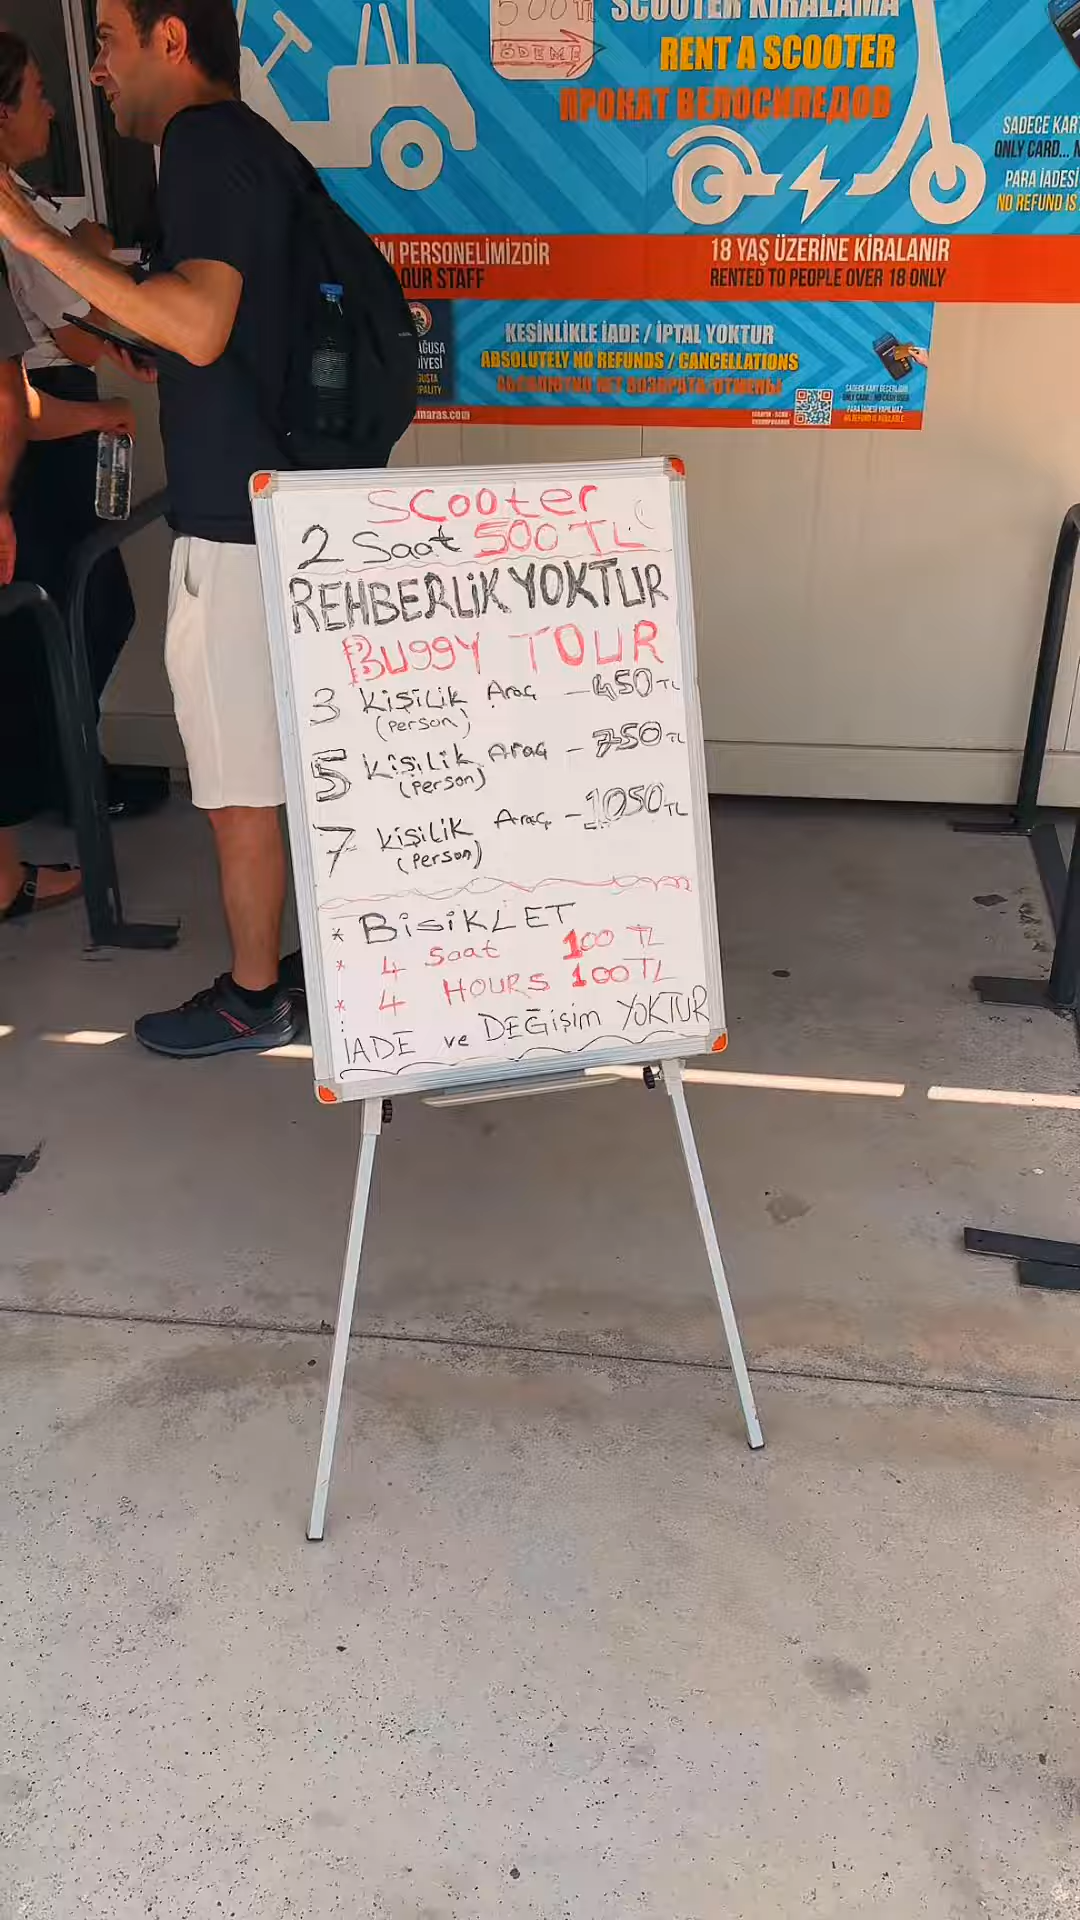 500 TL
ÖDEME
SCOOTER KİRALAMA
RENT A SCOOTER
ПРОКАТ ВЕЛОСИПЕДОВ
SADECE KART
ONLY CARD...
PARA İADESİ
NO REFUND IS
PERSONELİMİZDİR
OUR STAFF
18 YAŞ ÜZERİNE KİRALANIR
RENTED TO PEOPLE OVER 18 ONLY
KESİNLİKLE İADE / İPTAL YOKTUR
ABSOLUTELY NO REFUNDS / CANCELLATIONS
SCOOTER
2 Saat 500 TL
REHBERLİK YOKTUR
BUGGY TOUR
3 Kişilik Araç - 450 TL
(person)
5 Kişilik Araç - 750 TL
(person)
7 Kişilik Araç - 1050 TL
(person)
* BİSİKLET
* 4 Saat 100 TL
* 4 HOURS 100 TL
İADE ve DEĞİŞİM YOKTUR